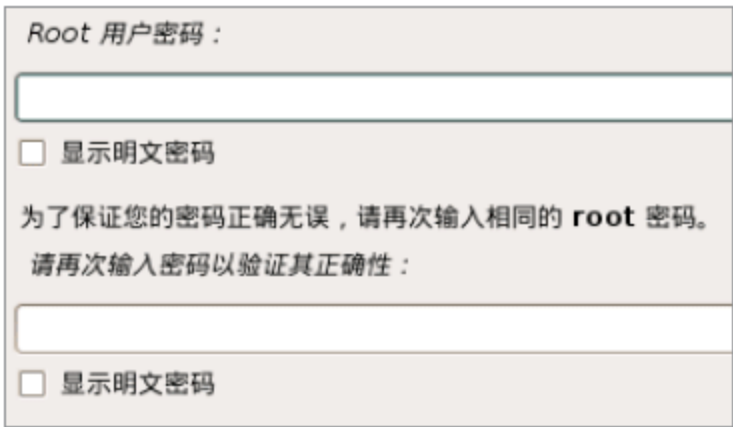 Root 用户密码：
显示明文密码
为了保证您的密码正确无误，请再次输入相同的 root 密码。
请再次输入密码以验证其正确性：
显示明文密码